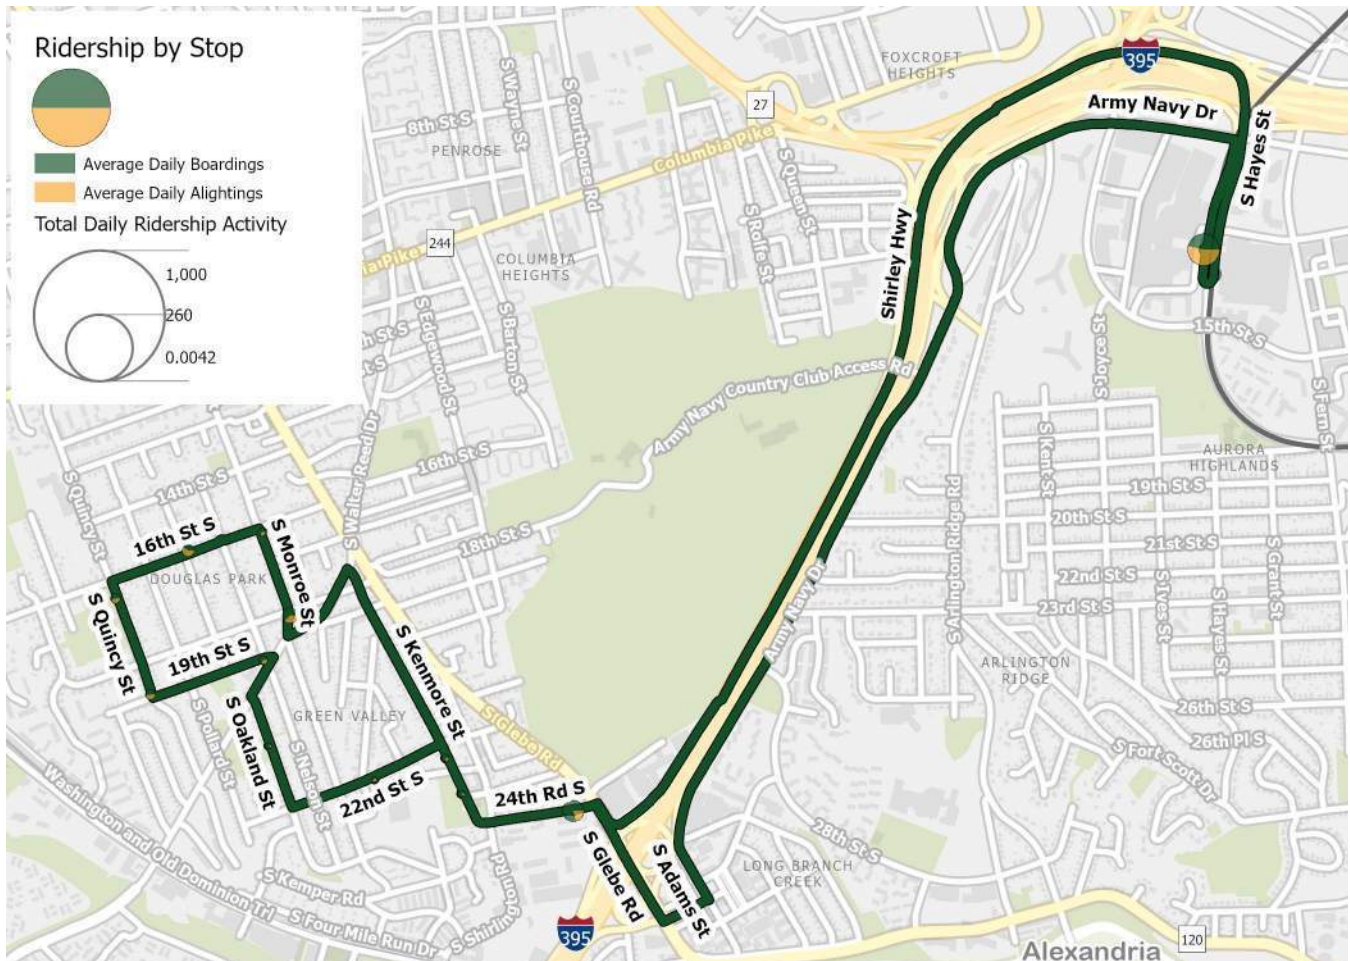 Ridership by Stop
Average Daily Boardings
Average Daily Alightings
Total Daily Ridership Activity
1,000
260
0.0042
FOXCROFT
HEIGHTS
395
27
Army Navy Dr
S Hayes St
S Wayne St
S Courthouse Rd
8th St S
PENROSE
Columbia Pike
S Queen St
S Rolfe St
244
Pike
COLUMBIA
HEIGHTS
Shirley Hwy
S Edgewood St
S Barton St
St S
S Joyce St
15th St S
S Fern St
Army Navy Country Club Access Rd
S Walter Reed Dr
16th St S
14th St S
S Quincy St
18th St S
S Kent St
AURORA
HIGHLANDS
19th St S
20th St S
21st St S
22nd St S
23rd St S
S Ives St
S Hayes St
S Grant St
S Arlington Ridge Rd
16th St S
DOUGLAS PARK
S Monroe St
S Quincy St
19th St S
S Kenmore St
Army Navy Dr
ARLINGTON
RIDGE
26th St S
26th Pl S
S Fort Scott Dr
S Pollard St
S Oakland St
GREEN VALLEY
S Nelson St
22nd St S
S Glebe Rd
24th Rd S
S Glebe Rd
S Adams St
28th St S
LONG BRANCH
CREEK
Washington and Old Dominion Trl
S Kemper Rd
S Four Mile Run Dr
S Shirlington Rd
395
120
Alexandria